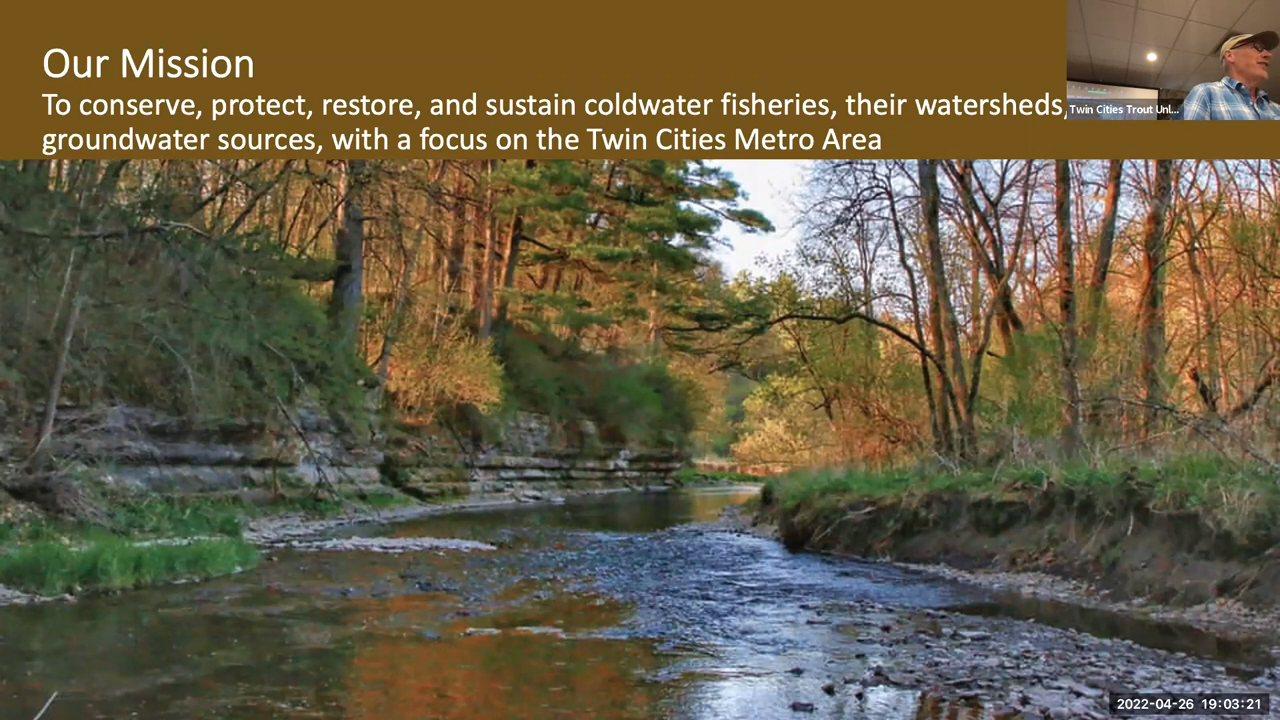 Our Mission
To conserve, protect, restore, and sustain coldwater fisheries, their watersheds,
groundwater sources, with a focus on the Twin Cities Metro Area
Twin Cities Trout Unl...
2022-04-26 19:03:21